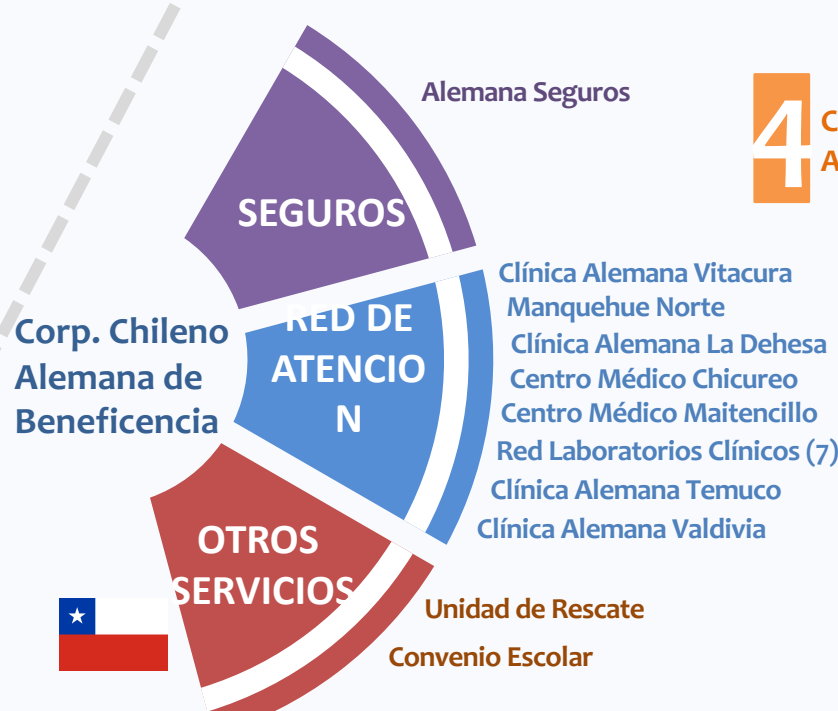 Alemana Seguros
4
C
A
SEGUROS
Corp. Chileno
Alemana de
Beneficencia
RED DE
ATENCIO
N
Clínica Alemana Vitacura
Manquehue Norte
Clínica Alemana La Dehesa
Centro Médico Chicureo
Centro Médico Maitencillo
Red Laboratorios Clínicos (7)
Clínica Alemana Temuco
Clínica Alemana Valdivia
OTROS
SERVICIOS
Unidad de Rescate
Convenio Escolar